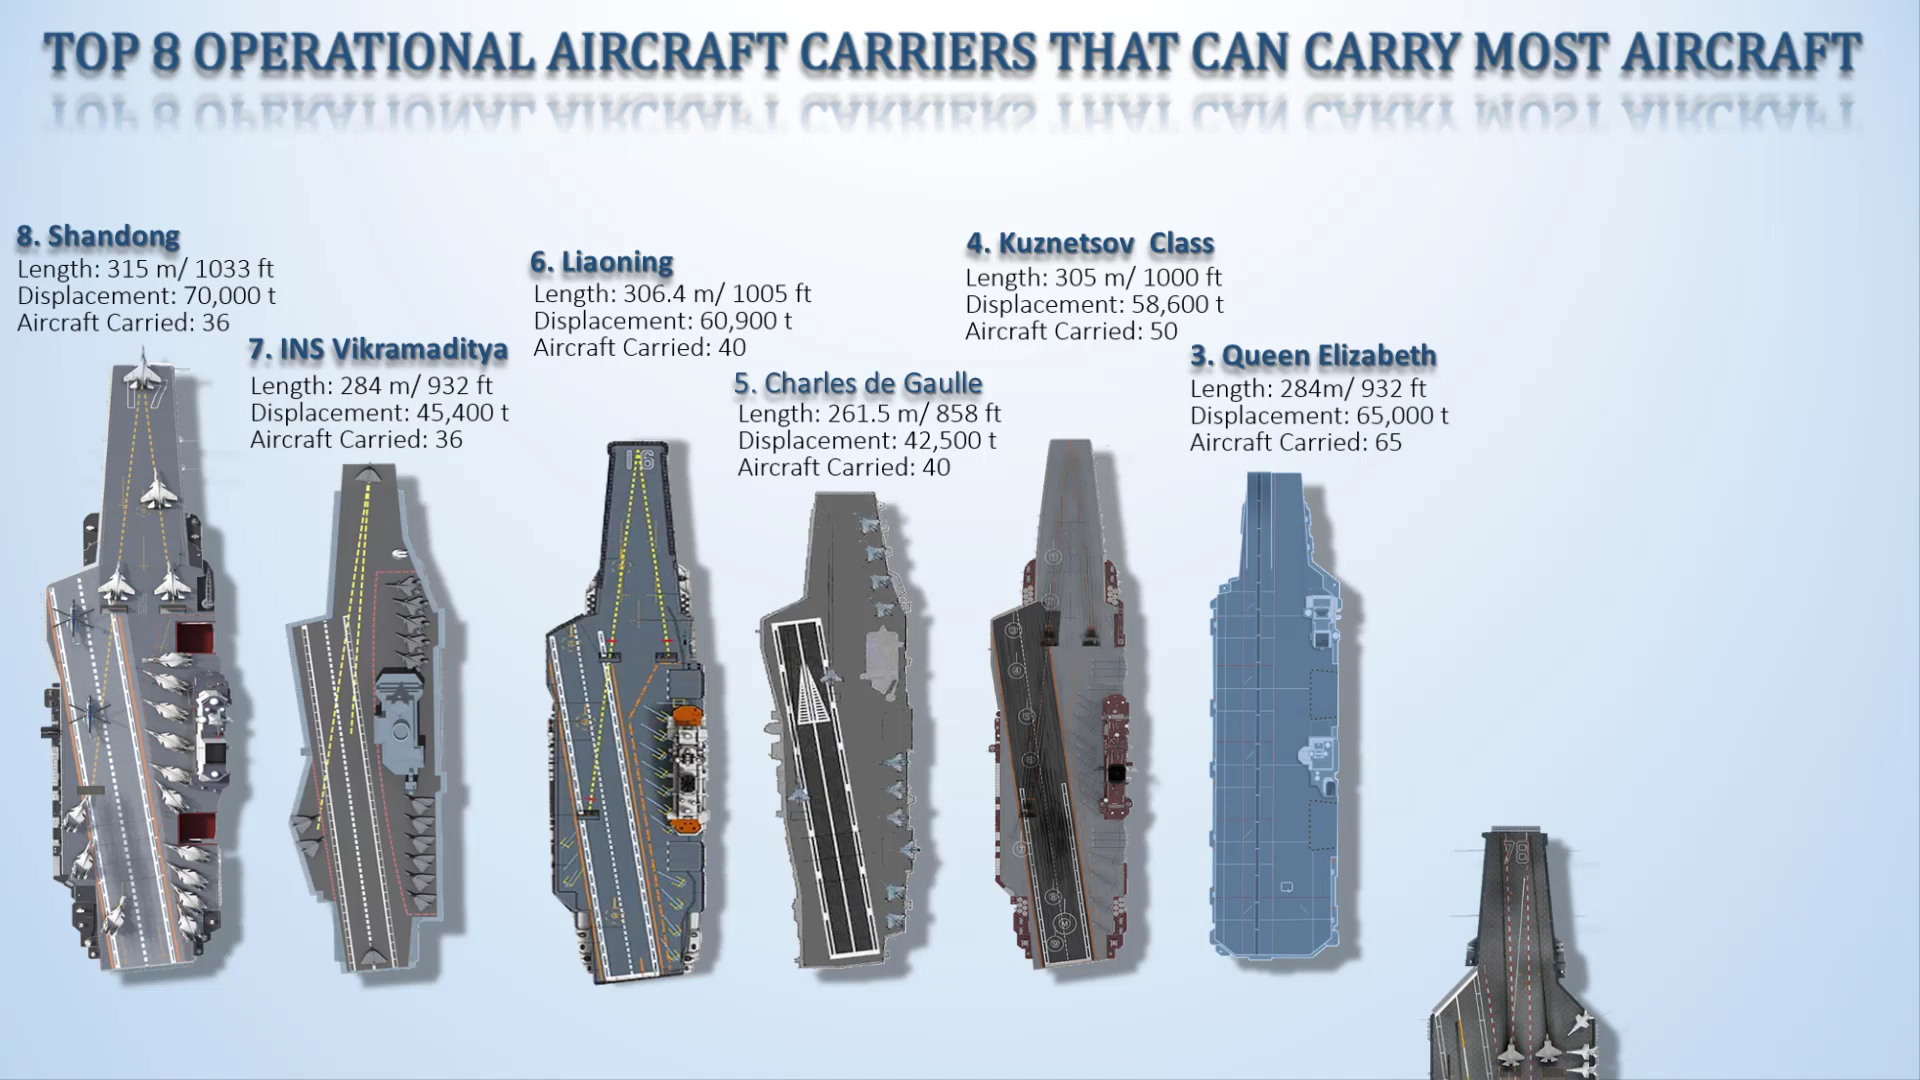 TOP 8 OPERATIONAL AIRCRAFT CARRIERS THAT CAN CARRY MOST AIRCRAFT
8. Shandong
Length: 315 m/ 1033 ft
Displacement: 70,000 t
Aircraft Carried: 36
7. INS Vikramaditya
Length: 284 m/ 932 ft
Displacement: 45,400 t
Aircraft Carried: 36
6. Liaoning
Length: 306.4 m/ 1005 ft
Displacement: 60,900 t
Aircraft Carried: 40
5. Charles de Gaulle
Length: 261.5 m/ 858 ft
Displacement: 42,500 t
Aircraft Carried: 40
4. Kuznetsov  Class
Length: 305 m/ 1000 ft
Displacement: 58,600 t
Aircraft Carried: 50
3. Queen Elizabeth
Length: 284m/ 932 ft
Displacement: 65,000 t
Aircraft Carried: 65
17
16
78